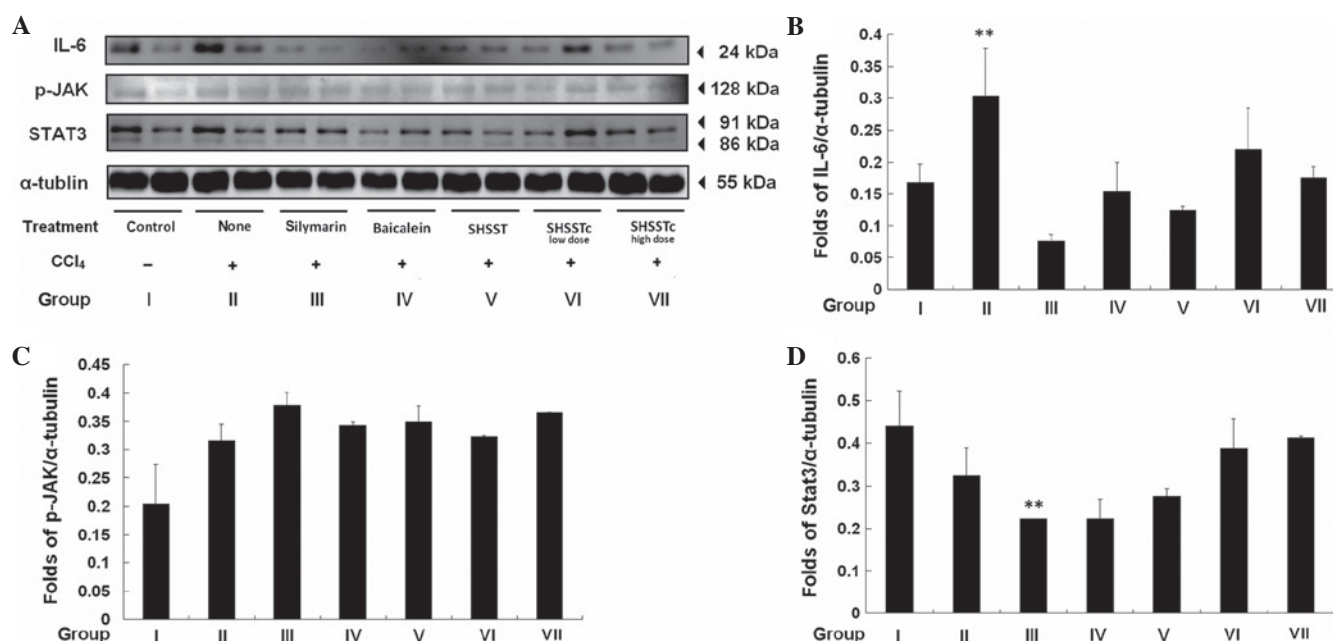 A
IL-6
24 kDa
p-JAK
128 kDa
STAT3
91 kDa
86 kDa
α-tublin
55 kDa
Treatment Control None Silymarin Baicalein SHSST SHSSTc low dose SHSSTc high dose
CCl4 – + + + + + +
Group I II III IV V VI VII
B
Folds of IL-6/α-tubulin
0.4
0.35
0.3
0.25
0.2
0.15
0.1
0.05
0
**
Group I II III IV V VI VII
C
Folds of p-JAK/α-tubulin
0.45
0.4
0.35
0.3
0.25
0.2
0.15
0.1
0.05
0
Group I II III IV V VI VII
D
Folds of Stat3/α-tubulin
0.6
0.5
0.4
0.3
0.2
0.1
0
**
Group I II III IV V VI VII